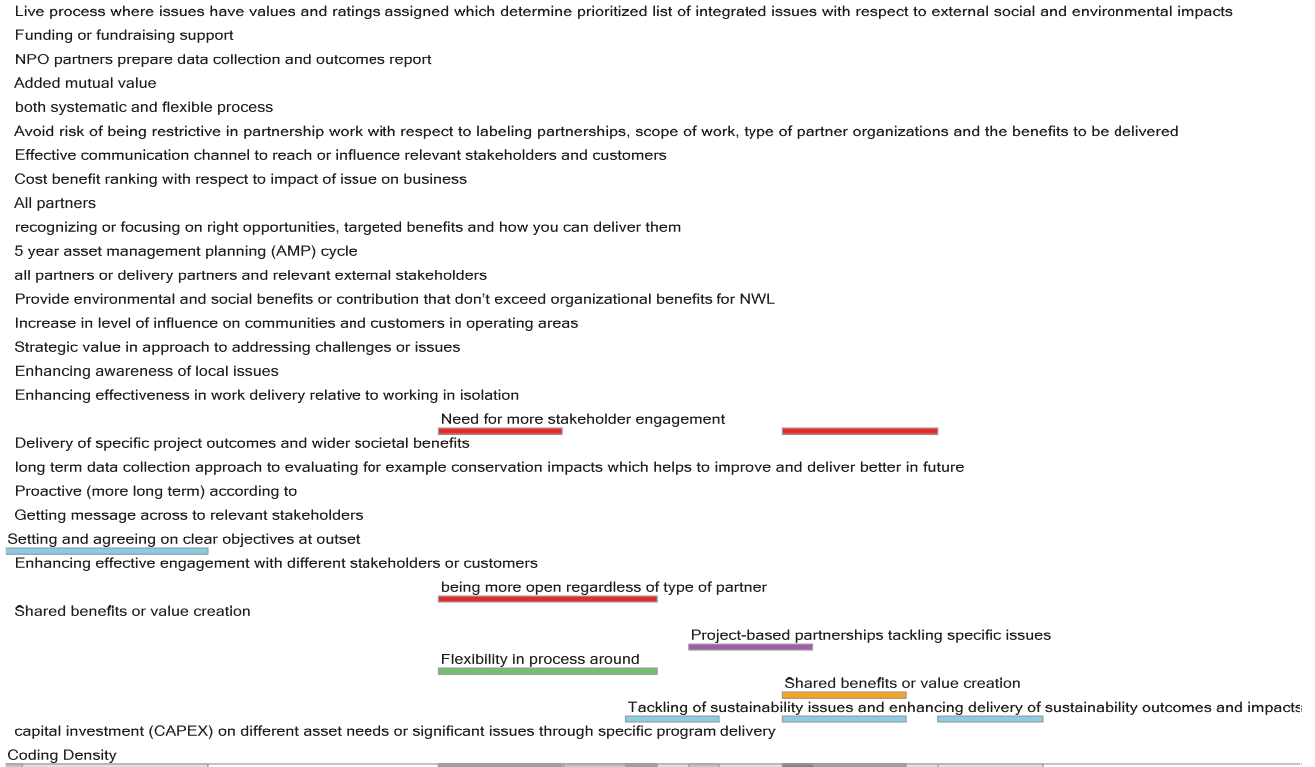 Live process where issues have values and ratings assigned which determine prioritized list of integrated issues with respect to external social and environmental impacts
Funding or fundraising support
NPO partners prepare data collection and outcomes report
Added mutual value
both systematic and flexible process
Avoid risk of being restrictive in partnership work with respect to labeling partnerships, scope of work, type of partner organizations and the benefits to be delivered
Effective communication channel to reach or influence relevant stakeholders and customers
Cost benefit ranking with respect to impact of issue on business
All partners
recognizing or focusing on right opportunities, targeted benefits and how you can deliver them
5 year asset management planning (AMP) cycle
all partners or delivery partners and relevant external stakeholders
Provide environmental and social benefits or contribution that don't exceed organizational benefits for NWL
Increase in level of influence on communities and customers in operating areas
Strategic value in approach to addressing challenges or issues
Enhancing awareness of local issues
Enhancing effectiveness in work delivery relative to working in isolation
Need for more stakeholder engagement
Delivery of specific project outcomes and wider societal benefits
long term data collection approach to evaluating for example conservation impacts which helps to improve and deliver better in future
Proactive (more long term) according to
Getting message across to relevant stakeholders
Setting and agreeing on clear objectives at outset
Enhancing effective engagement with different stakeholders or customers
being more open regardless of type of partner
Shared benefits or value creation
Project-based partnerships tackling specific issues
Flexibility in process around
Shared benefits or value creation
Tackling of sustainability issues and enhancing delivery of sustainability outcomes and impacts
capital investment (CAPEX) on different asset needs or significant issues through specific program delivery
Coding Density